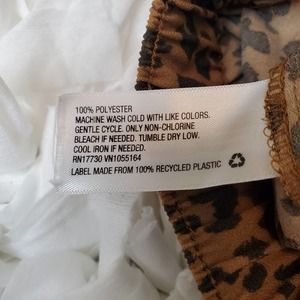 100% POLYESTER
MACHINE WASH COLD WITH LIKE COLORS.
GENTLE CYCLE. ONLY NON-CHLORINE
BLEACH IF NEEDED. TUMBLE DRY LOW.
COOL IRON IF NEEDED.
RN17730 VN1055164
LABEL MADE FROM 100% RECYCLED PLASTIC